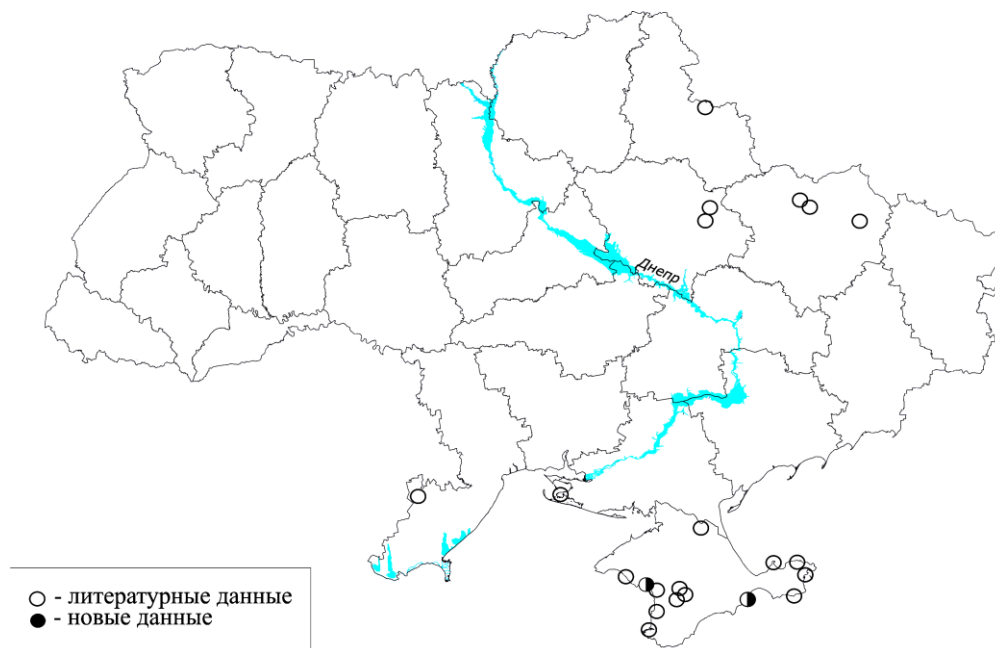 Днепр
○ - литературные данные
● - новые данные